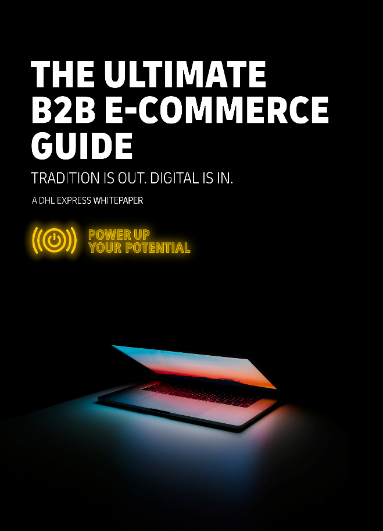 THE ULTIMATE
B2B E-COMMERCE
GUIDE
TRADITION IS OUT. DIGITAL IS IN.
A DHL EXPRESS WHITEPAPER
POWER UP
YOUR POTENTIAL